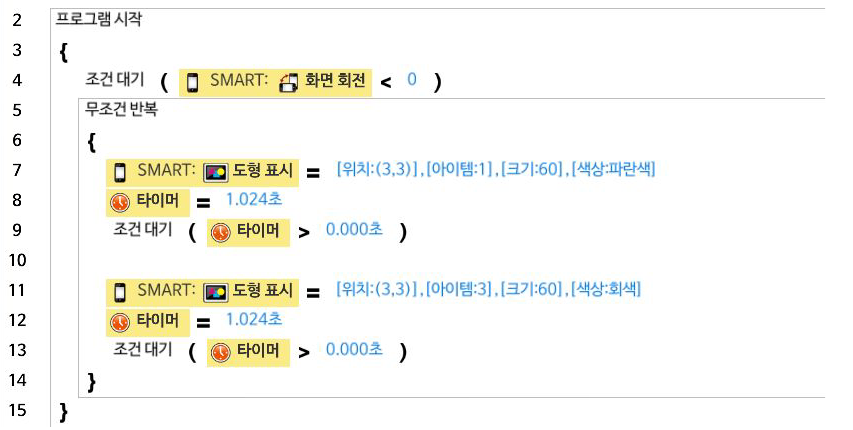 2 프로그램 시작
3 {
4 조건 대기 ( SMART: 화면 회전 < 0 )
5 무조건 반복
6 {
7 SMART: 도형 표시 = [위치:(3,3)],[아이템:1],[크기:60],[색상:파란색]
8 타이머 = 1.024초
9 조건 대기 ( 타이머 > 0.000초 )
10
11 SMART: 도형 표시 = [위치:(3,3)],[아이템:3],[크기:60],[색상:회색]
12 타이머 = 1.024초
13 조건 대기 ( 타이머 > 0.000초 )
14 }
15 }